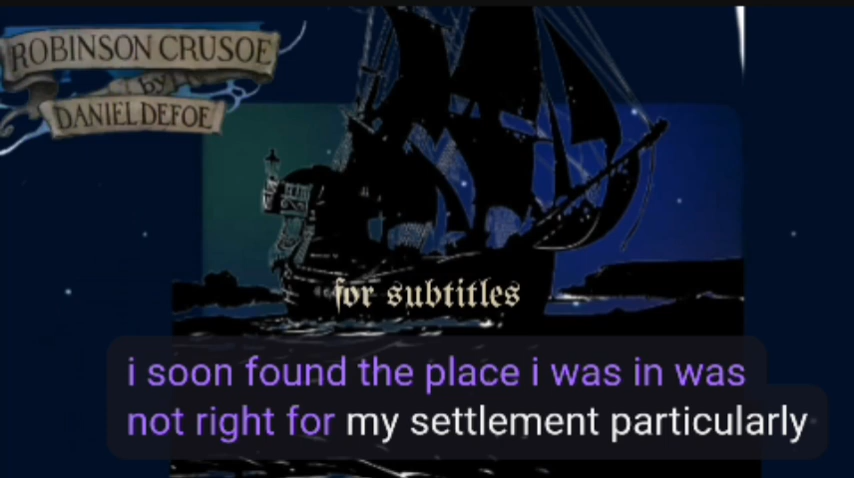 ROBINSON CRUSOE
by
DANIEL DEFOE
for subtitles
i soon found the place i was in was
not right for my settlement particularly